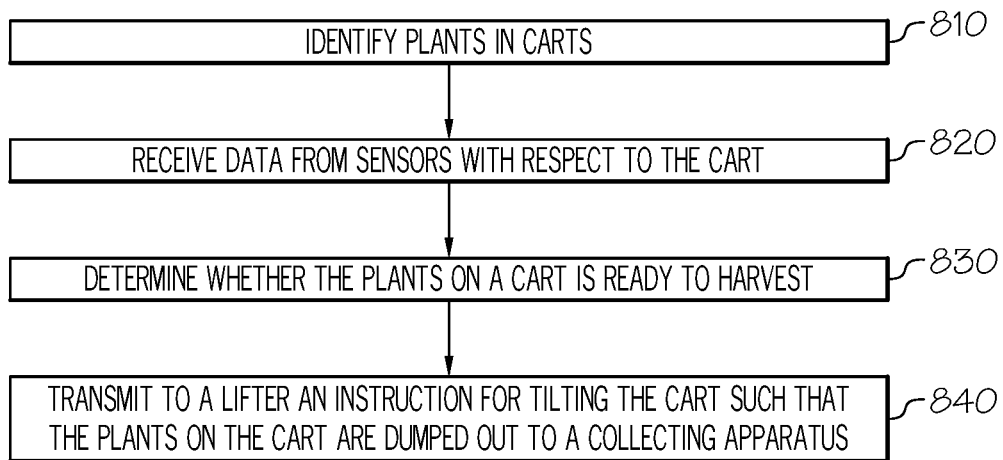 IDENTIFY PLANTS IN CARTS
810
RECEIVE DATA FROM SENSORS WITH RESPECT TO THE CART
820
DETERMINE WHETHER THE PLANTS ON A CART IS READY TO HARVEST
830
TRANSMIT TO A LIFTER AN INSTRUCTION FOR TILTING THE CART SUCH THAT
THE PLANTS ON THE CART ARE DUMPED OUT TO A COLLECTING APPARATUS
840